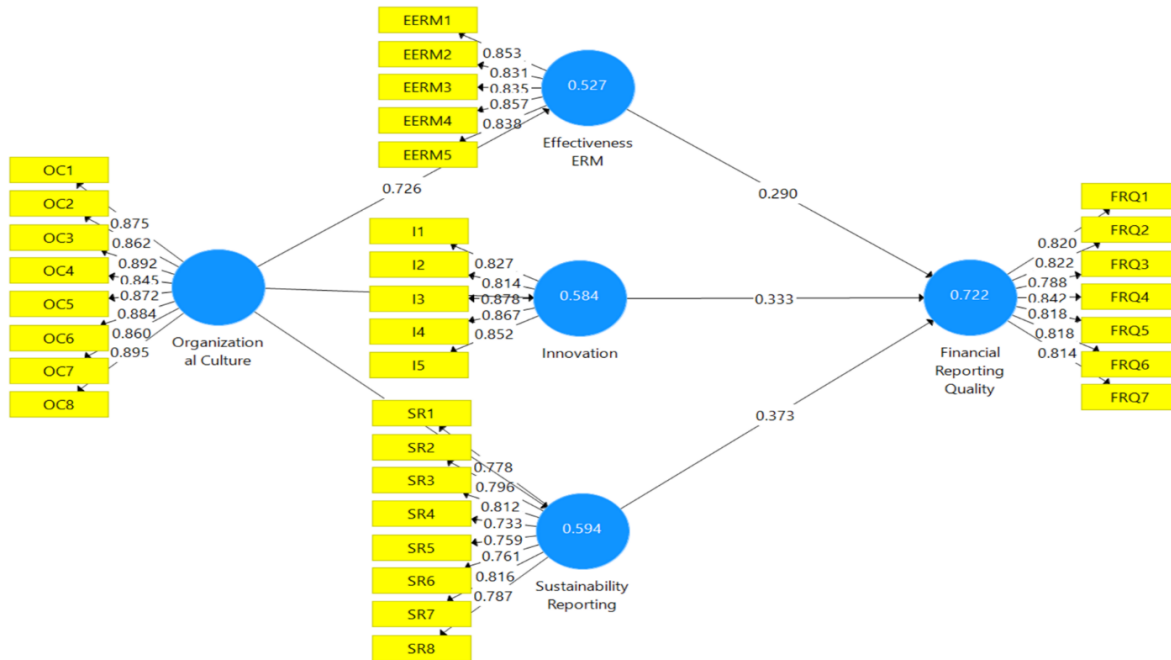 EERM1
EERM2
EERM3
EERM4
EERM5
0.853
0.831
0.835
0.857
0.838
0.527
Effectiveness
ERM
OC1
OC2
OC3
OC4
OC5
OC6
OC7
OC8
0.875
0.862
0.892
0.845
0.872
0.884
0.860
0.895
Organization
al Culture
0.726
I1
I2
I3
I4
I5
0.827
0.814
0.878
0.867
0.852
0.584
Innovation
SR1
SR2
SR3
SR4
SR5
SR6
SR7
SR8
0.778
0.796
0.812
0.733
0.759
0.761
0.816
0.787
0.594
Sustainability
Reporting
0.290
0.333
0.373
0.722
Financial
Reporting
Quality
0.820
0.822
0.788
0.842
0.818
0.818
0.814
FRQ1
FRQ2
FRQ3
FRQ4
FRQ5
FRQ6
FRQ7